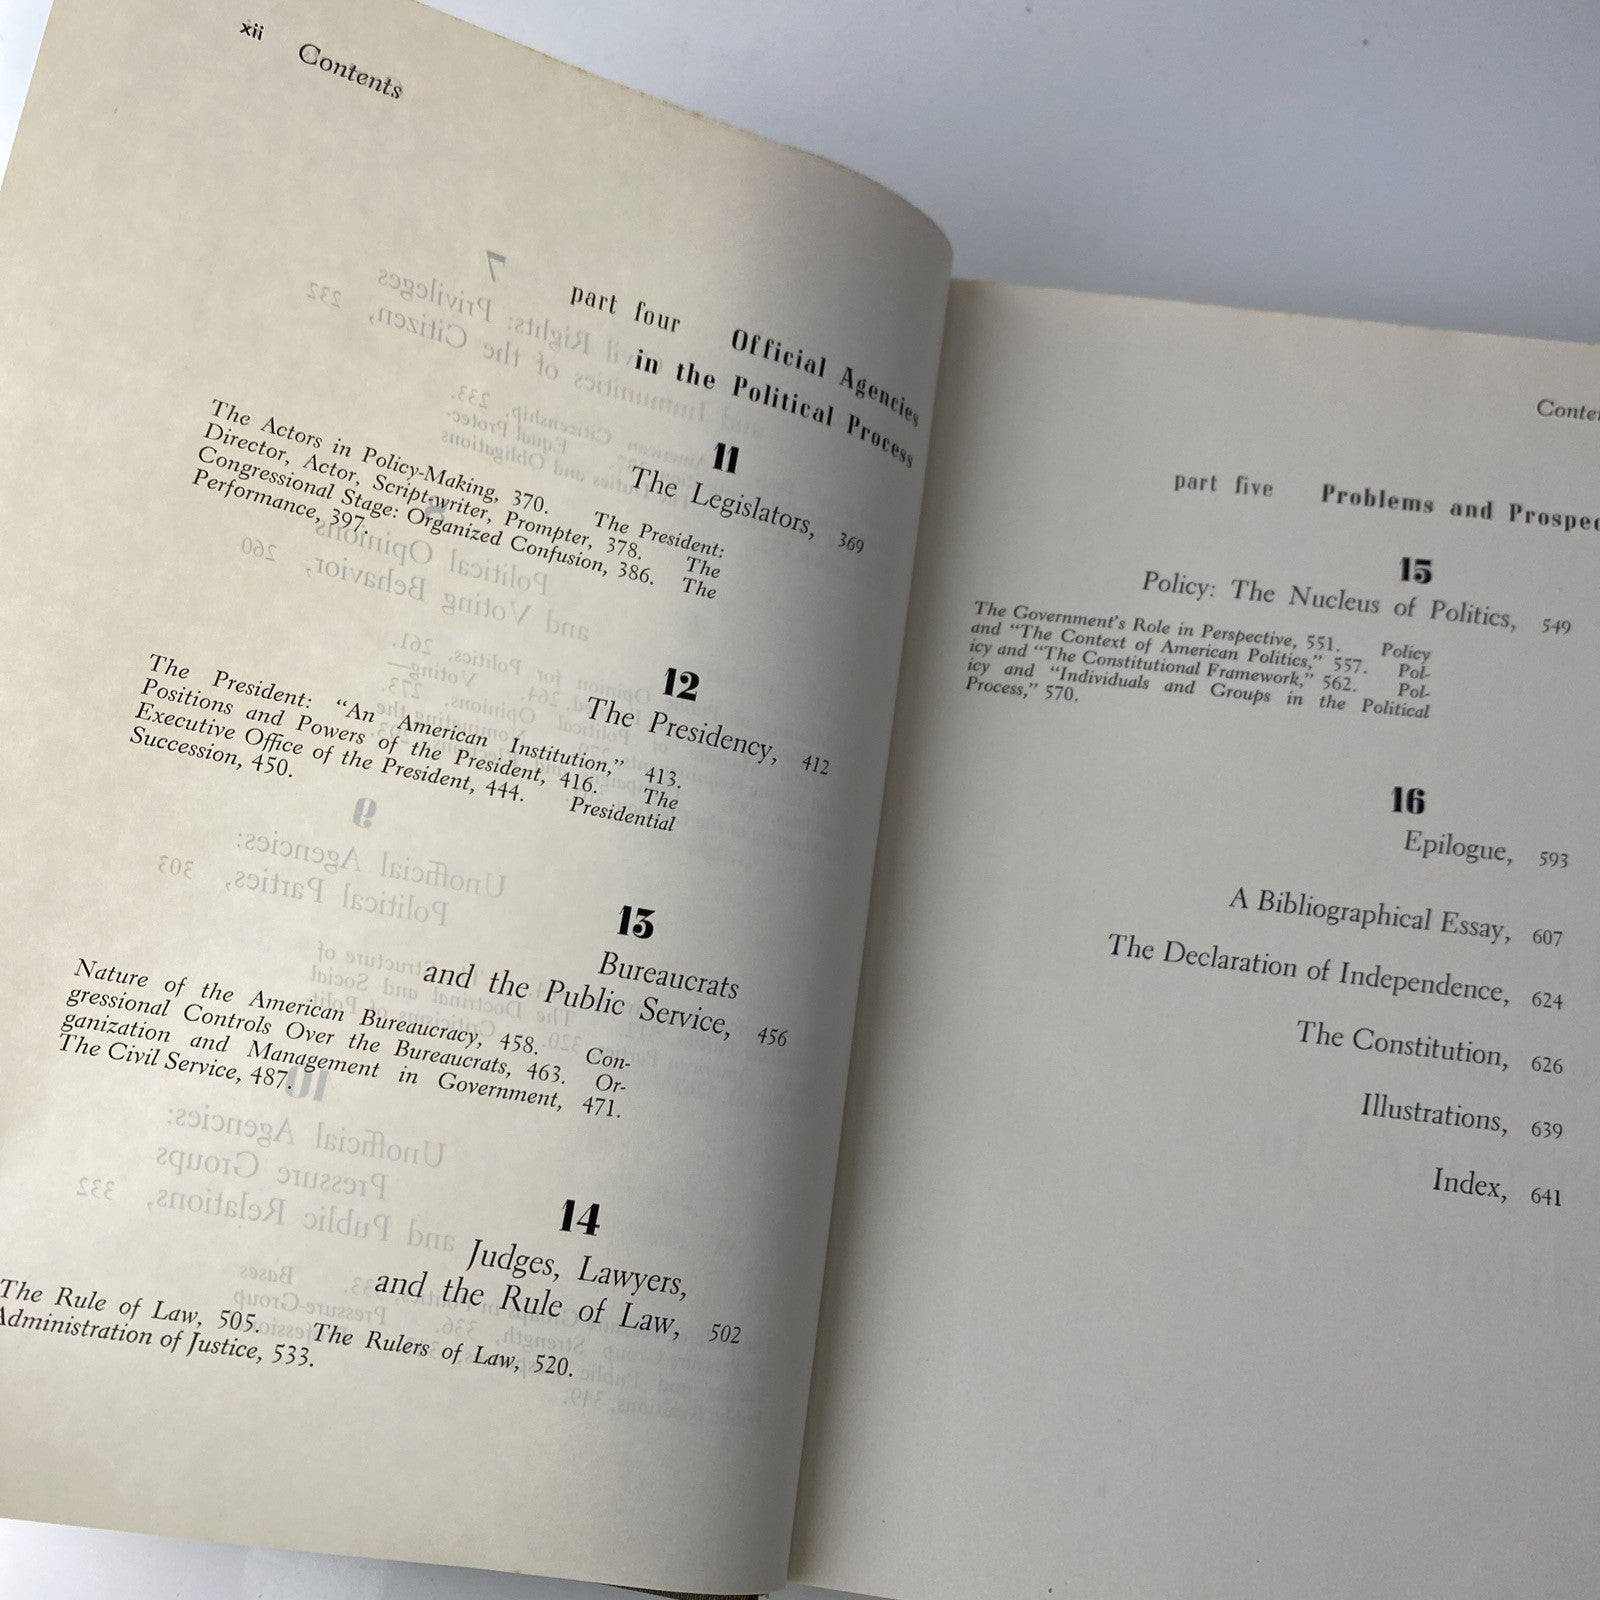 xii Contents
part four Official Agencies
in the Political Process
11
The Legislators, 369
The Actors in Policy-Making, 370. The President:
Director, Actor, Script-writer, Prompter, 378. The
Congressional Stage: Organized Confusion, 386. The
Performance, 397.
12
The Presidency, 412
The President: “An American Institution,” 413.
Positions and Powers of the President, 416. The
Executive Office of the President, 444. Presidential
Succession, 450.
13
Bureaucrats
and the Public Service, 456
Nature of the American Bureaucracy, 458. Con-
gressional Controls Over the Bureaucrats, 463. Or-
ganization and Management in Government, 471.
The Civil Service, 487.
14
Judges, Lawyers,
and the Rule of Law, 502
The Rule of Law, 505. The Rulers of Law, 520.
Administration of Justice, 533.
Conte
part five Problems and Prospec
15
Policy: The Nucleus of Politics, 549
The Government’s Role in Perspective, 551. Policy
and “The Context of American Politics,” 557. Pol-
icy and “The Constitutional Framework,” 562. Pol-
icy and “Individuals and Groups in the Political
Process,” 570.
16
Epilogue, 593
A Bibliographical Essay, 607
The Declaration of Independence, 624
The Constitution, 626
Illustrations, 639
Index, 641